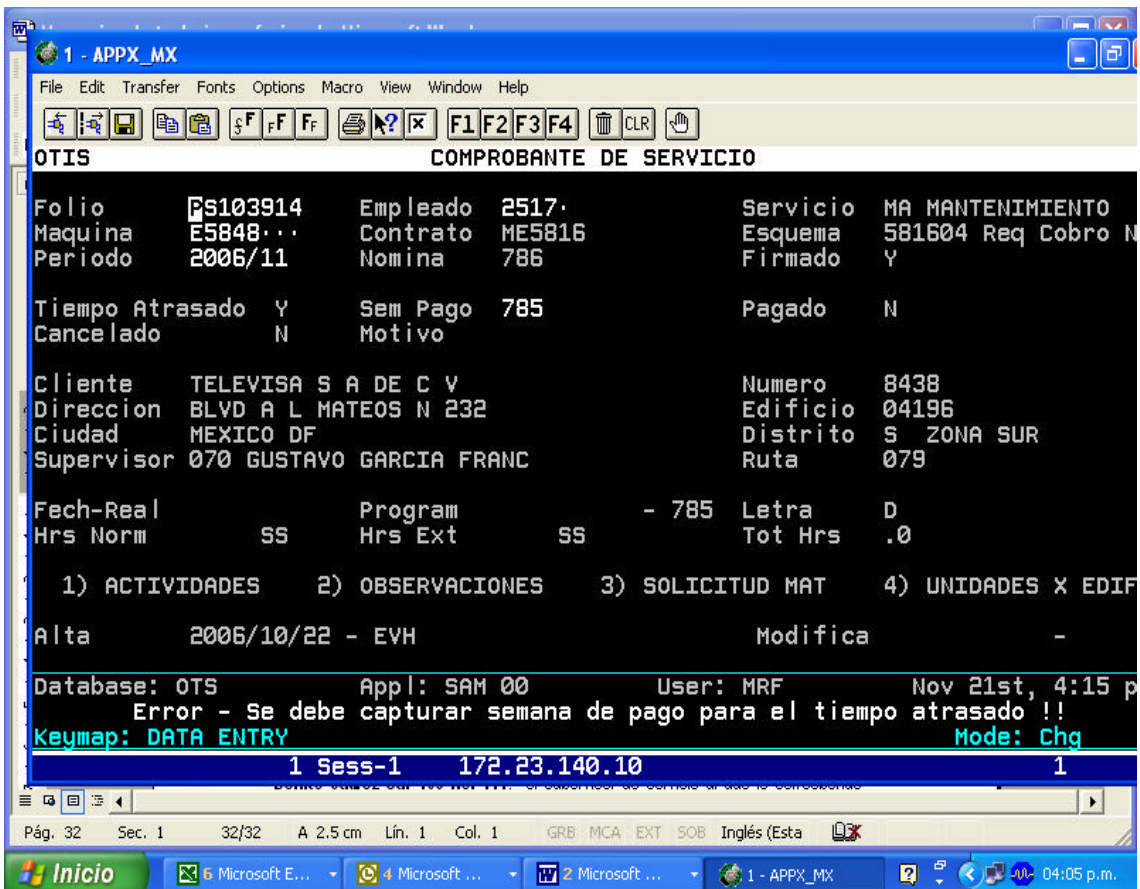 1 - APPX_MX
File Edit Transfer Fonts Options Macro View Window Help
F1 F2 F3 F4 CLR
OTIS COMPROBANTE DE SERVICIO
Folio PS103914 Empleado 2517· Servicio MA MANTENIMIENTO
Maquina E5848··· Contrato ME5816 Esquema 581604 Req Cobro N
Periodo 2006/11 Nomina 786 Firmado Y
Tiempo Atrasado Y Sem Pago 785 Pagado N
Cancelado N Motivo
Cliente TELEVISA S A DE C V Numero 8438
Direccion BLVD A L MATEOS N 232 Edificio 04196
Ciudad MEXICO DF Distrito S ZONA SUR
Supervisor 070 GUSTAVO GARCIA FRANC Ruta 079
Fech-Real Program - 785 Letra D
Hrs Norm SS Hrs Ext SS Tot Hrs .0
1) ACTIVIDADES 2) OBSERVACIONES 3) SOLICITUD MAT 4) UNIDADES X EDIF
Alta 2006/10/22 - EVH Modifica -
Database: OTS Appl: SAM 00 User: MRF Nov 21st, 4:15 p
Error - Se debe capturar semana de pago para el tiempo atrasado !!
Keymap: DATA ENTRY Mode: Chg
1 Sess-1 172.23.140.10 1
Pág. 32 Sec. 1 32/32 A 2.5 cm Lín. 1 Col. 1 GRB MCA EXT SOB Inglés (Esta
Inicio 6 Microsoft E... 4 Microsoft ... 2 Microsoft ... 1 - APPX_MX 04:05 p.m.